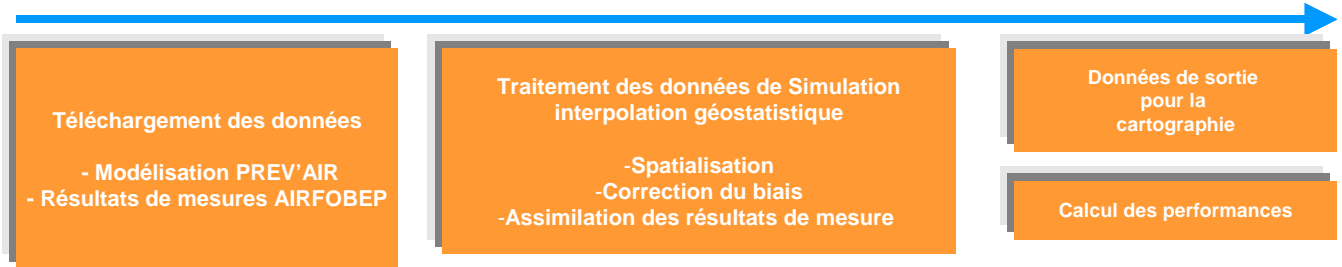 Téléchargement des données
- Modélisation PREV’AIR
- Résultats de mesures AIRFOBEP
Traitement des données de Simulation
interpolation géostatistique
-Spatialisation
-Correction du biais
-Assimilation des résultats de mesure
Données de sortie
pour la
cartographie
Calcul des performances